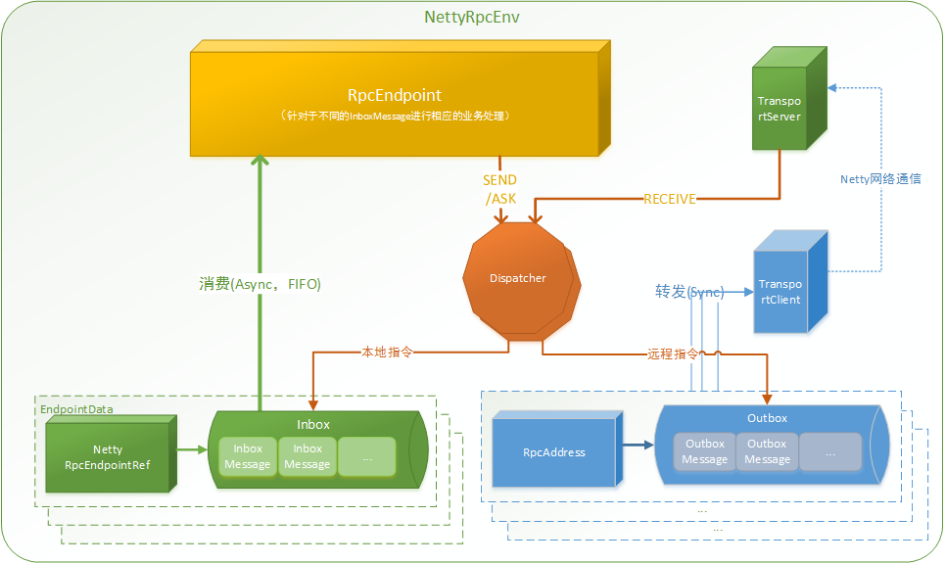 NettyRpcEnv
RpcEndpoint
（针对于不同的InboxMessage进行相应的业务处理）
Transpo
rtServer
SEND
/ASK
RECEIVE
Netty网络通信
Dispatcher
消费(Async，FIFO)
转发(Sync)
Transpo
rtClient
本地指令
远程指令
EndpointData
Netty
RpcEndpointRef
Inbox
Inbox
Message
Inbox
Message
...
RpcAddress
Outbox
Outbox
Message
Outbox
Message
...
...
...